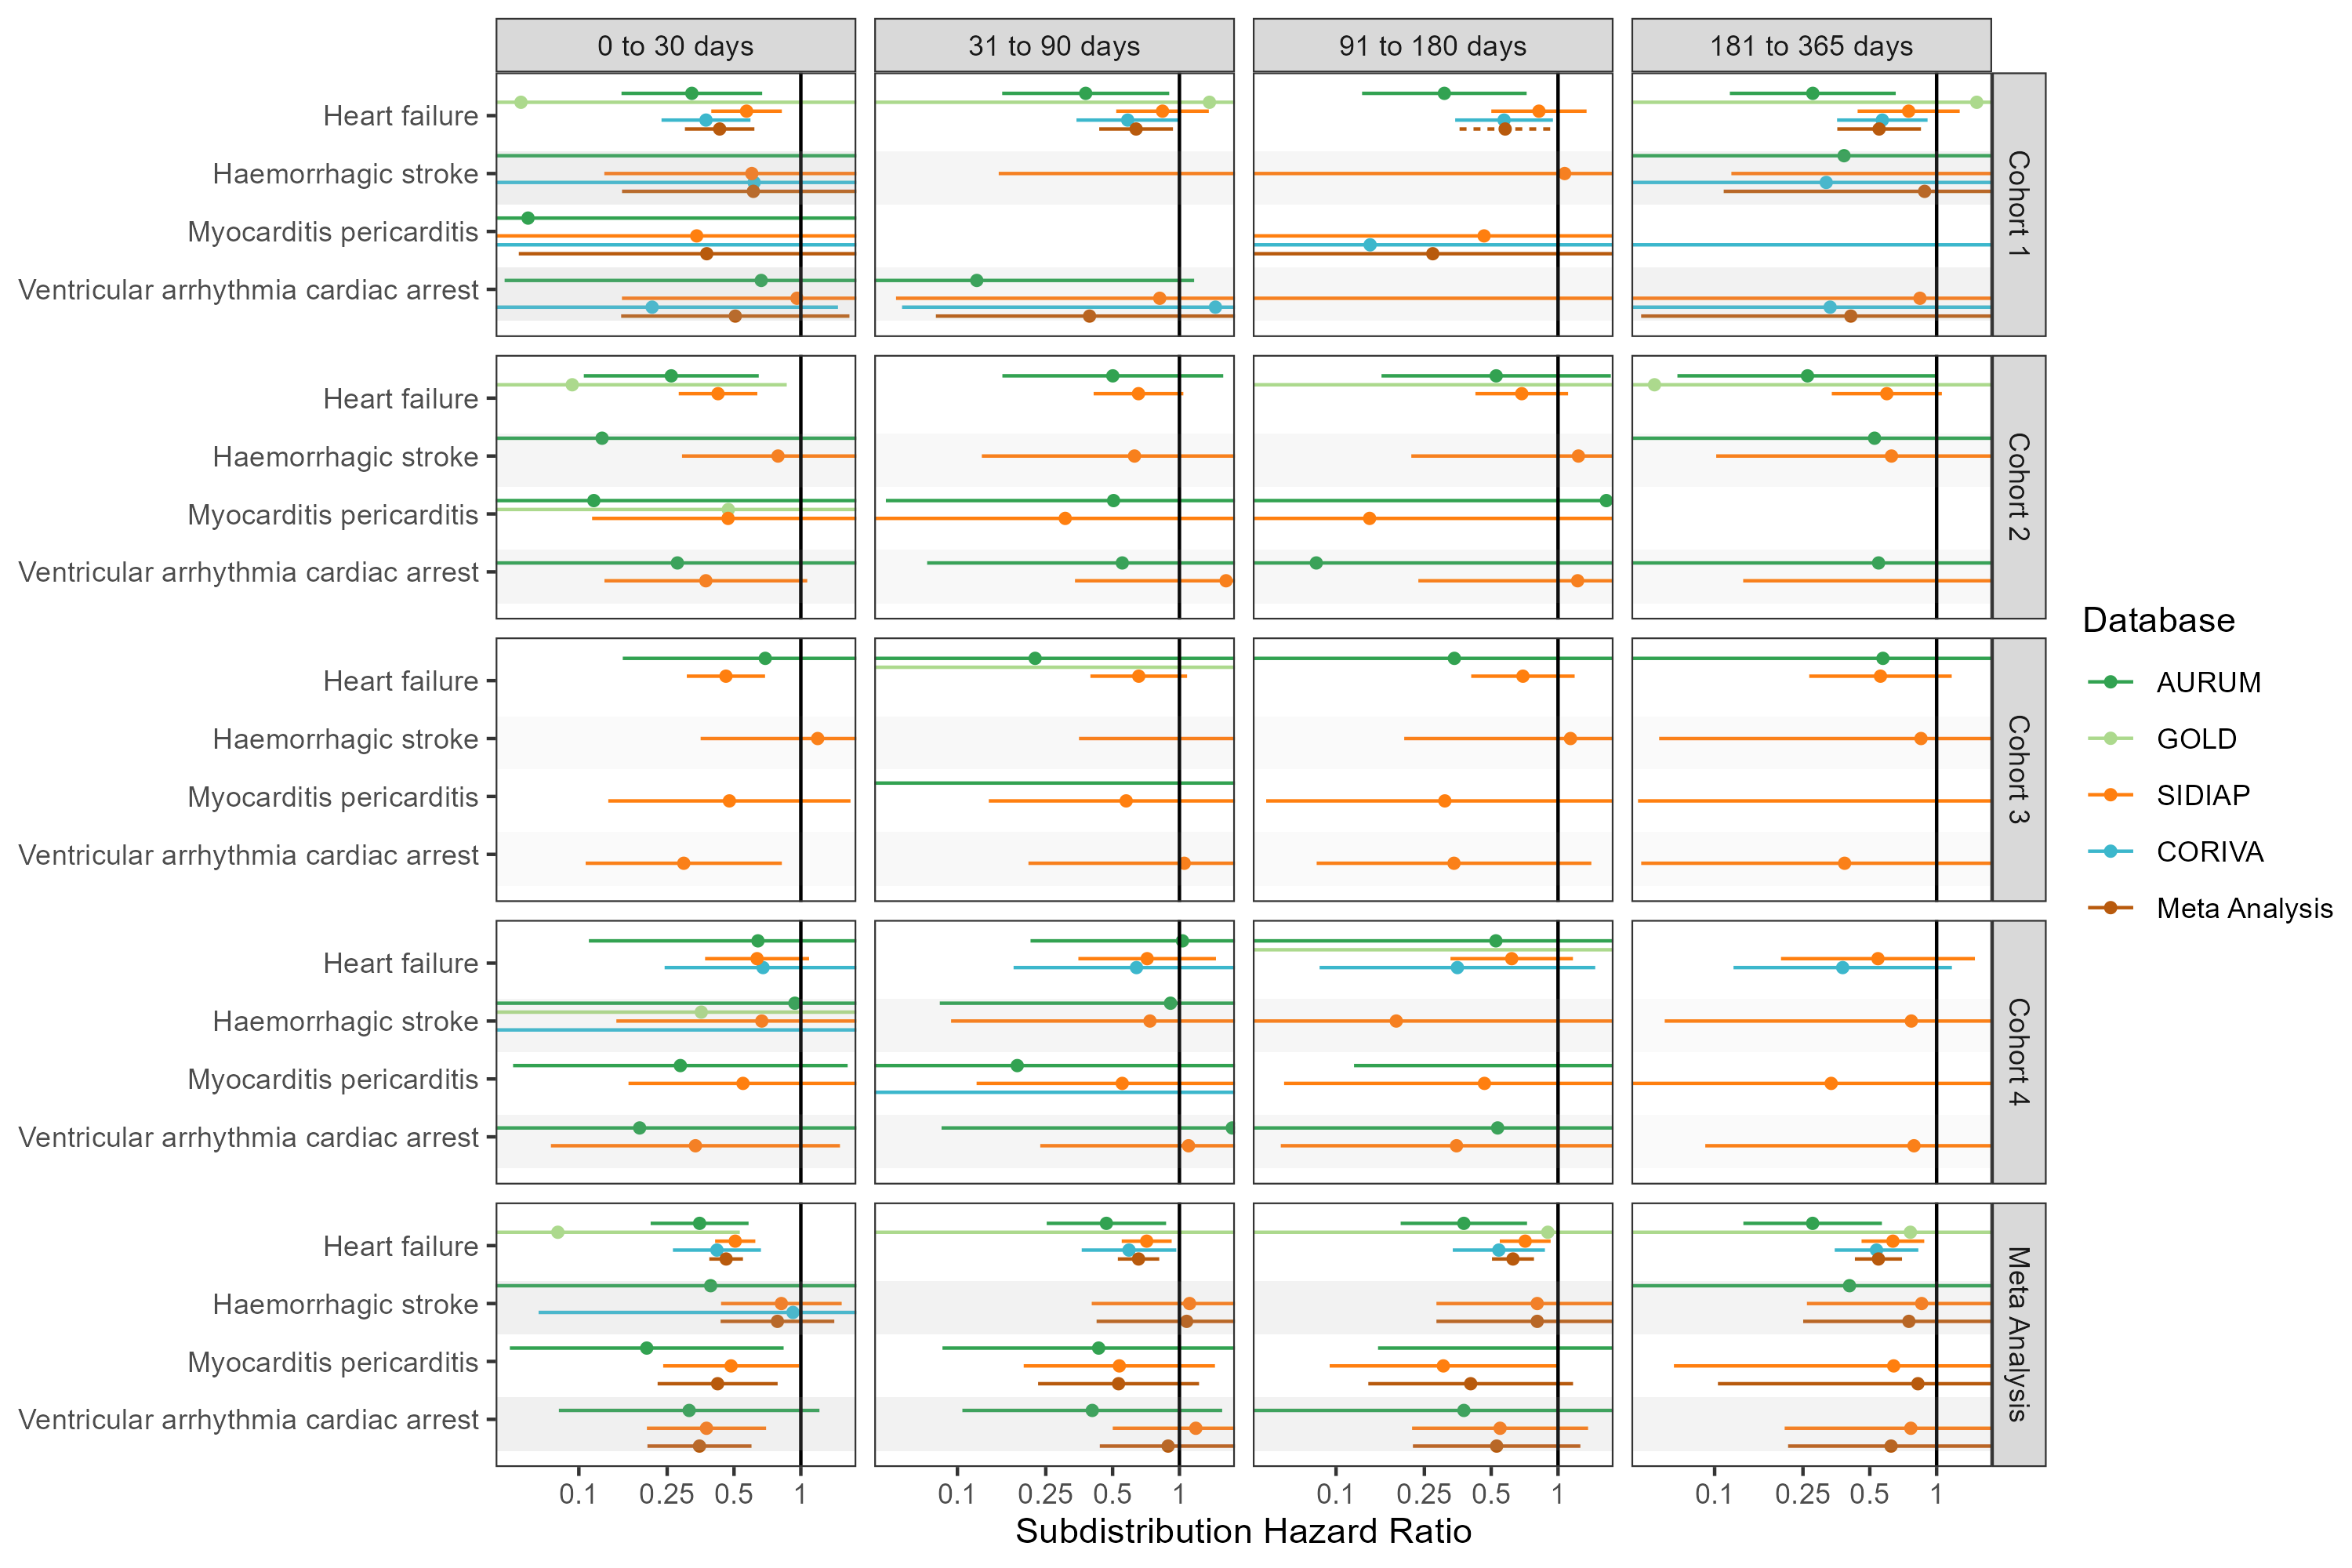 0 to 30 days
31 to 90 days
91 to 180 days
181 to 365 days
Heart failure
Haemorrhagic stroke
Myocarditis pericarditis
Ventricular arrhythmia cardiac arrest
Cohort 1
Heart failure
Haemorrhagic stroke
Myocarditis pericarditis
Ventricular arrhythmia cardiac arrest
Cohort 2
Heart failure
Haemorrhagic stroke
Myocarditis pericarditis
Ventricular arrhythmia cardiac arrest
Cohort 3
Heart failure
Haemorrhagic stroke
Myocarditis pericarditis
Ventricular arrhythmia cardiac arrest
Cohort 4
Heart failure
Haemorrhagic stroke
Myocarditis pericarditis
Ventricular arrhythmia cardiac arrest
Meta Analysis
0.1 0.25 0.5 1
0.1 0.25 0.5 1
0.1 0.25 0.5 1
0.1 0.25 0.5 1
Subdistribution Hazard Ratio
Database
AURUM
GOLD
SIDIAP
CORIVA
Meta Analysis